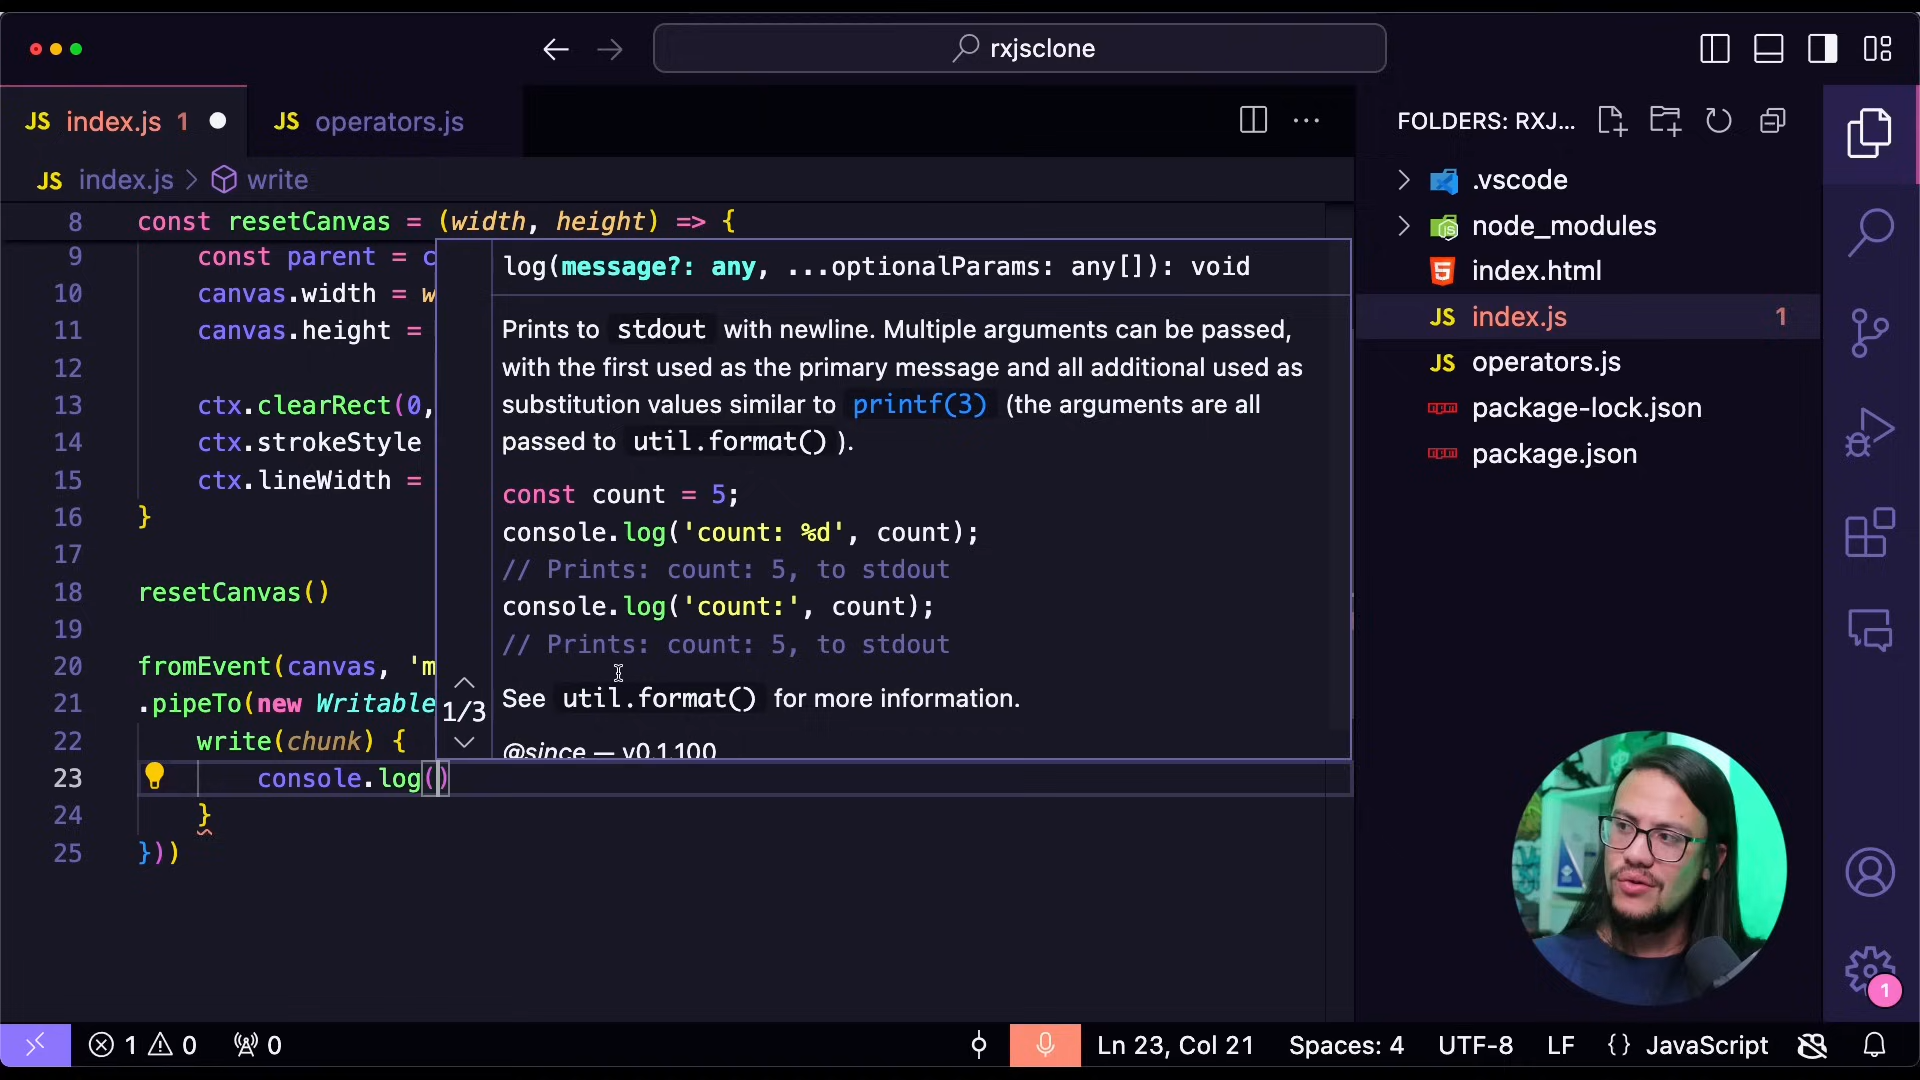 rxjsclone
JS index.js 1
JS operators.js
JS index.js > write
8 const resetCanvas = (width, height) => {
9 const parent = c
10 canvas.width = w
11 canvas.height =
12
13 ctx.clearRect(0,
14 ctx.strokeStyle
15 ctx.lineWidth =
16 }
17
18 resetCanvas()
19
20 fromEvent(canvas, 'm
21 .pipeTo(new Writable
22 write(chunk) {
23 console.log()
24 }
25 }))
log(message?: any, ...optionalParams: any[]): void
Prints to stdout with newline. Multiple arguments can be passed,
with the first used as the primary message and all additional used as
substitution values similar to printf(3) (the arguments are all
passed to util.format() ).
const count = 5;
console.log('count: %d', count);
// Prints: count: 5, to stdout
console.log('count:', count);
// Prints: count: 5, to stdout
See util.format() for more information.
@since — v0.1.100
1/3
FOLDERS: RXJ...
.vscode
node_modules
index.html
JS index.js 1
JS operators.js
package-lock.json
package.json
1
1 0 0
Ln 23, Col 21 Spaces: 4 UTF-8 LF {} JavaScript